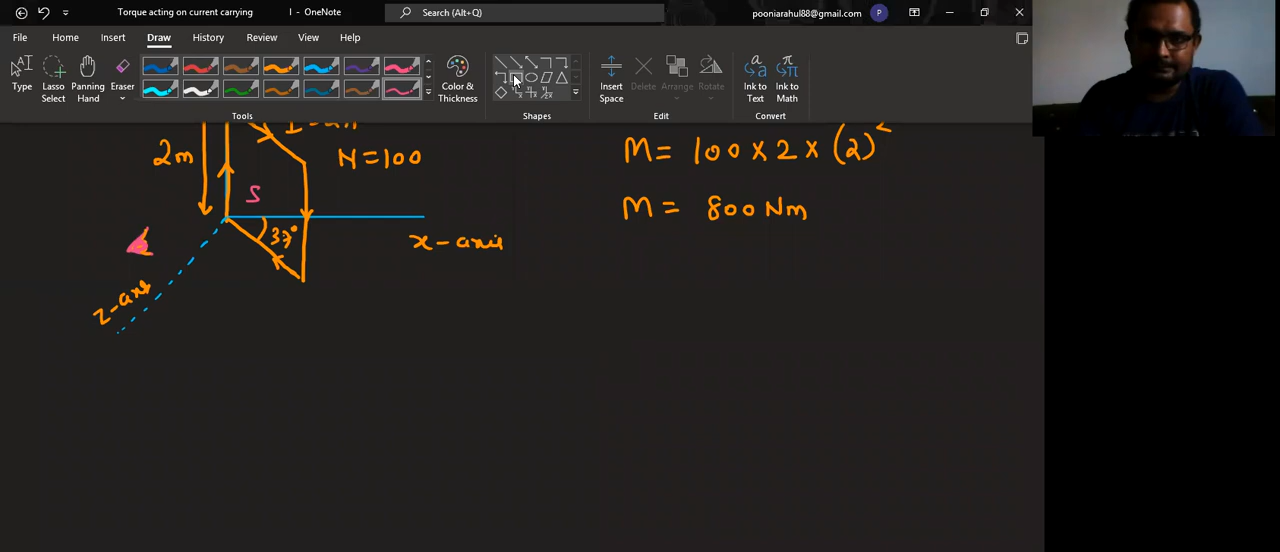 Torque acting on current carrying I - OneNote
Search (Alt+Q)
pooniarahul88@gmail.com
P
File Home Insert Draw History Review View Help
Type
Lasso Select
Panning Hand
Eraser
Color & Thickness
Insert Space
Delete
Arrange
Rotate
Ink to Text
Ink to Math
Tools
Shapes
Edit
Convert
2m
N = 100
S
37°
x-axis
z-axis
M = 100 × 2 × (2)²
M = 800 Nm